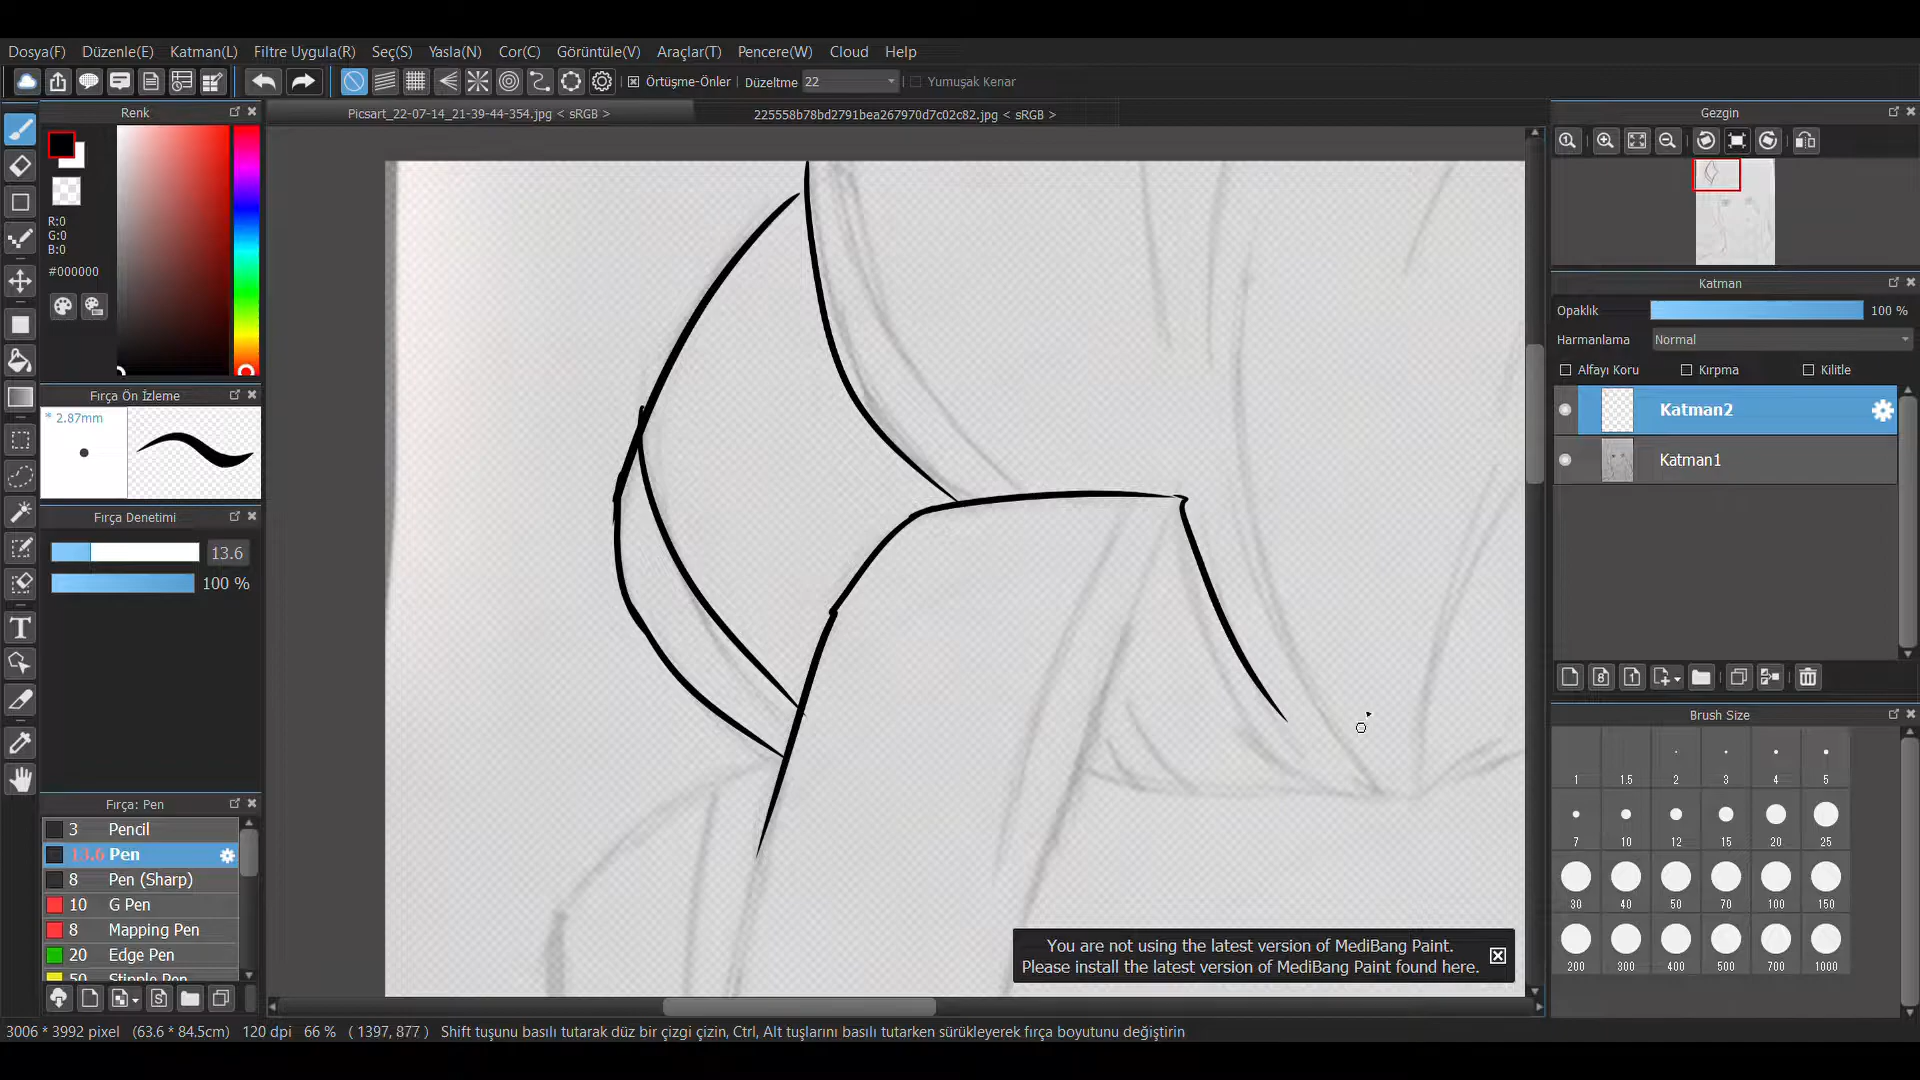 Dosya(F) Düzenle(E) Katman(L) Filtre Uygula(R) Seç(S) Yasla(N) Cor(C) Görüntüle(V) Araçlar(T) Pencere(W) Cloud Help
Örtüşme-Önler Düzeltme 22 Yumuşak Kenar
Renk
Picsart_22-07-14_21-39-44-354.jpg < sRGB >
225558b78bd2791bea267970d7c02c82.jpg < sRGB >
Gezgin
R:0
G:0
B:0
#000000
Katman
Opaklık 100 %
Harmanlama Normal
Alfayı Koru Kırpma Kilitle
Katman2
Katman1
Fırça Ön İzleme
* 2.87mm
Fırça Denetimi
13.6
100 %
Brush Size
1 1.5 2 3 4 5
7 10 12 15 20 25
30 40 50 70 100 150
200 300 400 500 700 1000
Fırça: Pen
3 Pencil
13.6 Pen
8 Pen (Sharp)
10 G Pen
8 Mapping Pen
20 Edge Pen
50 Stipple Pen
You are not using the latest version of MediBang Paint.
Please install the latest version of MediBang Paint found here.
3006 * 3992 pixel (63.6 * 84.5cm) 120 dpi 66 % ( 1397, 877 ) Shift tuşunu basılı tutarak düz bir çizgi çizin, Ctrl, Alt tuşlarını basılı tutarken sürükleyerek fırça boyutunu değiştirin